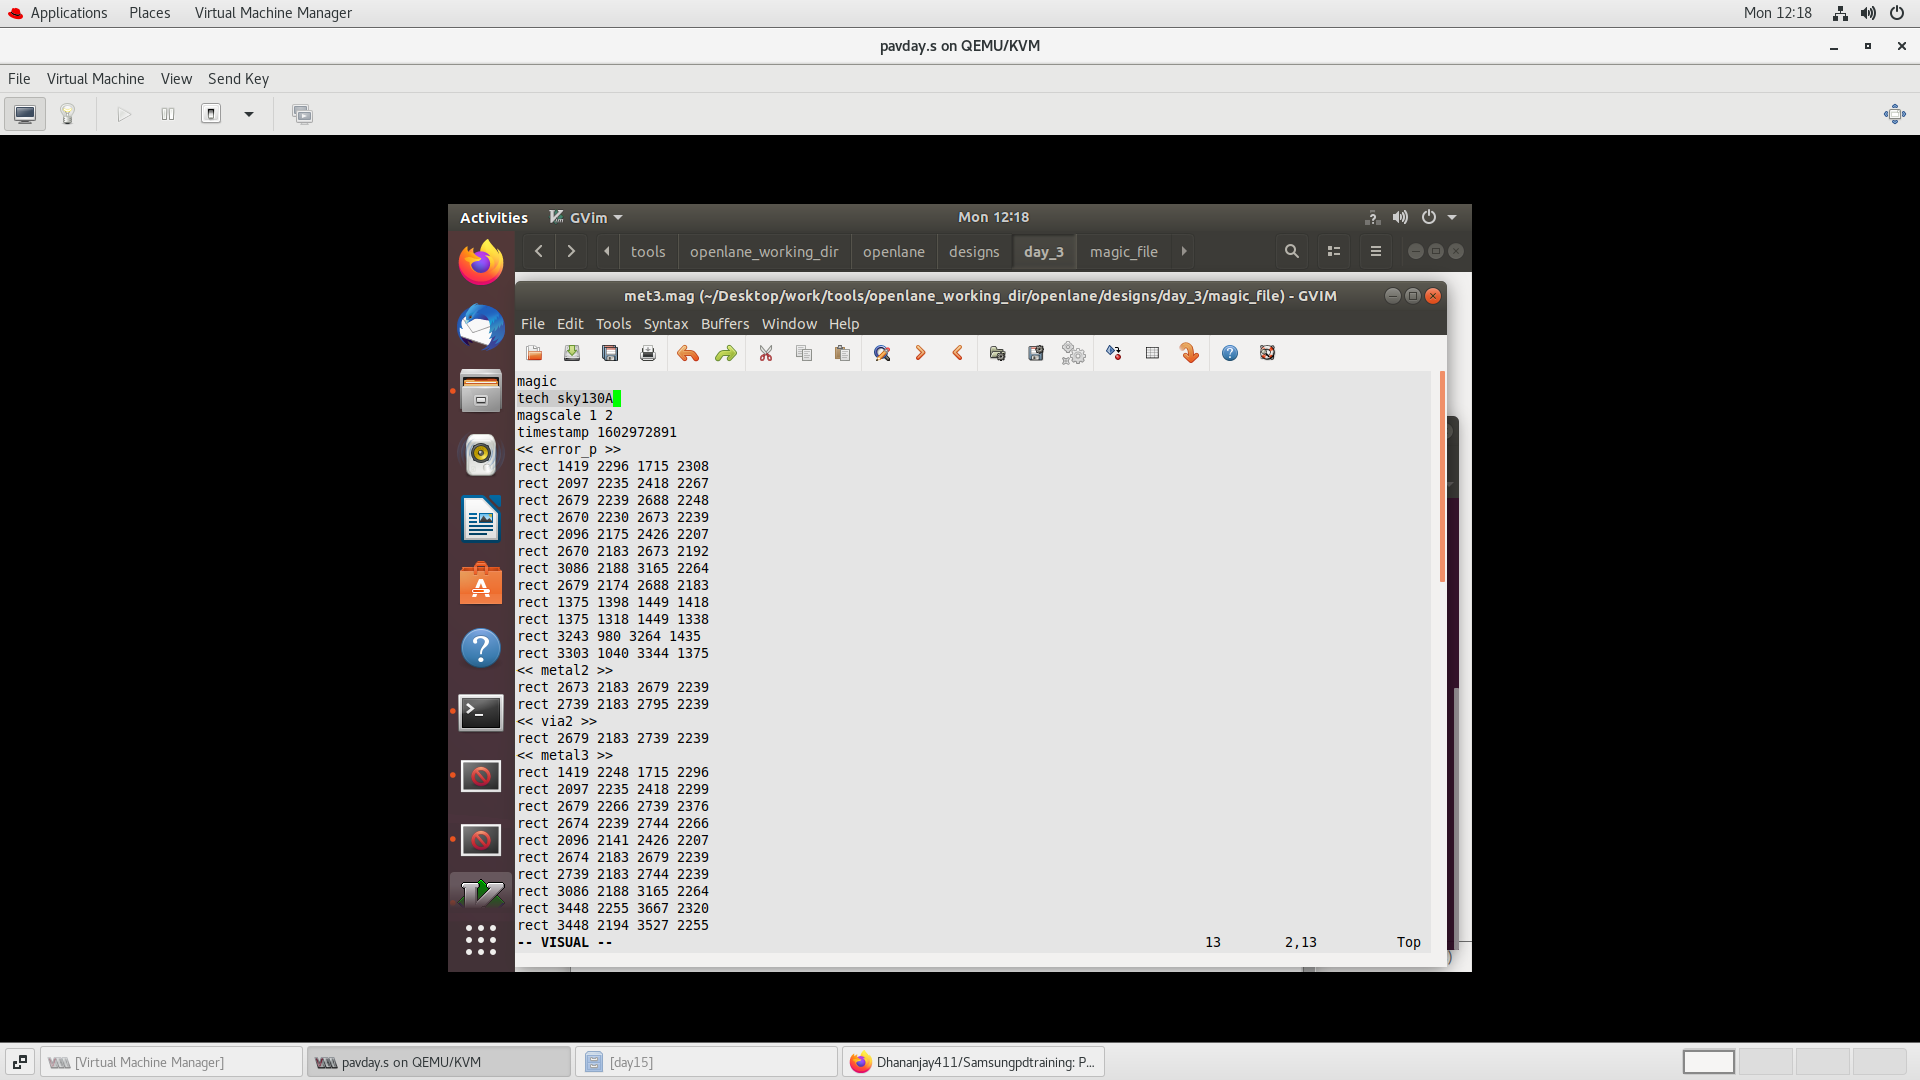 Applications Places Virtual Machine Manager Mon 12:18
pavday.s on QEMU/KVM
File Virtual Machine View Send Key
Activities GVim Mon 12:18
tools openlane_working_dir openlane designs day_3 magic_file
met3.mag (~/Desktop/work/tools/openlane_working_dir/openlane/designs/day_3/magic_file) - GVIM
File Edit Tools Syntax Buffers Window Help
magic
tech sky130A
magscale 1 2
timestamp 1602972891
<< error_p >>
rect 1419 2296 1715 2308
rect 2097 2235 2418 2267
rect 2679 2239 2688 2248
rect 2670 2230 2673 2239
rect 2096 2175 2426 2207
rect 2670 2183 2673 2192
rect 3086 2188 3165 2264
rect 2679 2174 2688 2183
rect 1375 1398 1449 1418
rect 1375 1318 1449 1338
rect 3243 980 3264 1435
rect 3303 1040 3344 1375
<< metal2 >>
rect 2673 2183 2679 2239
rect 2739 2183 2795 2239
<< via2 >>
rect 2679 2183 2739 2239
<< metal3 >>
rect 1419 2248 1715 2296
rect 2097 2235 2418 2299
rect 2679 2266 2739 2376
rect 2674 2239 2744 2266
rect 2096 2141 2426 2207
rect 2674 2183 2679 2239
rect 2739 2183 2744 2239
rect 3086 2188 3165 2264
rect 3448 2255 3667 2320
rect 3448 2194 3527 2255
-- VISUAL -- 13 2,13 Top
[Virtual Machine Manager] pavday.s on QEMU/KVM [day15] Dhananjay411/Samsungpdtraining: P...